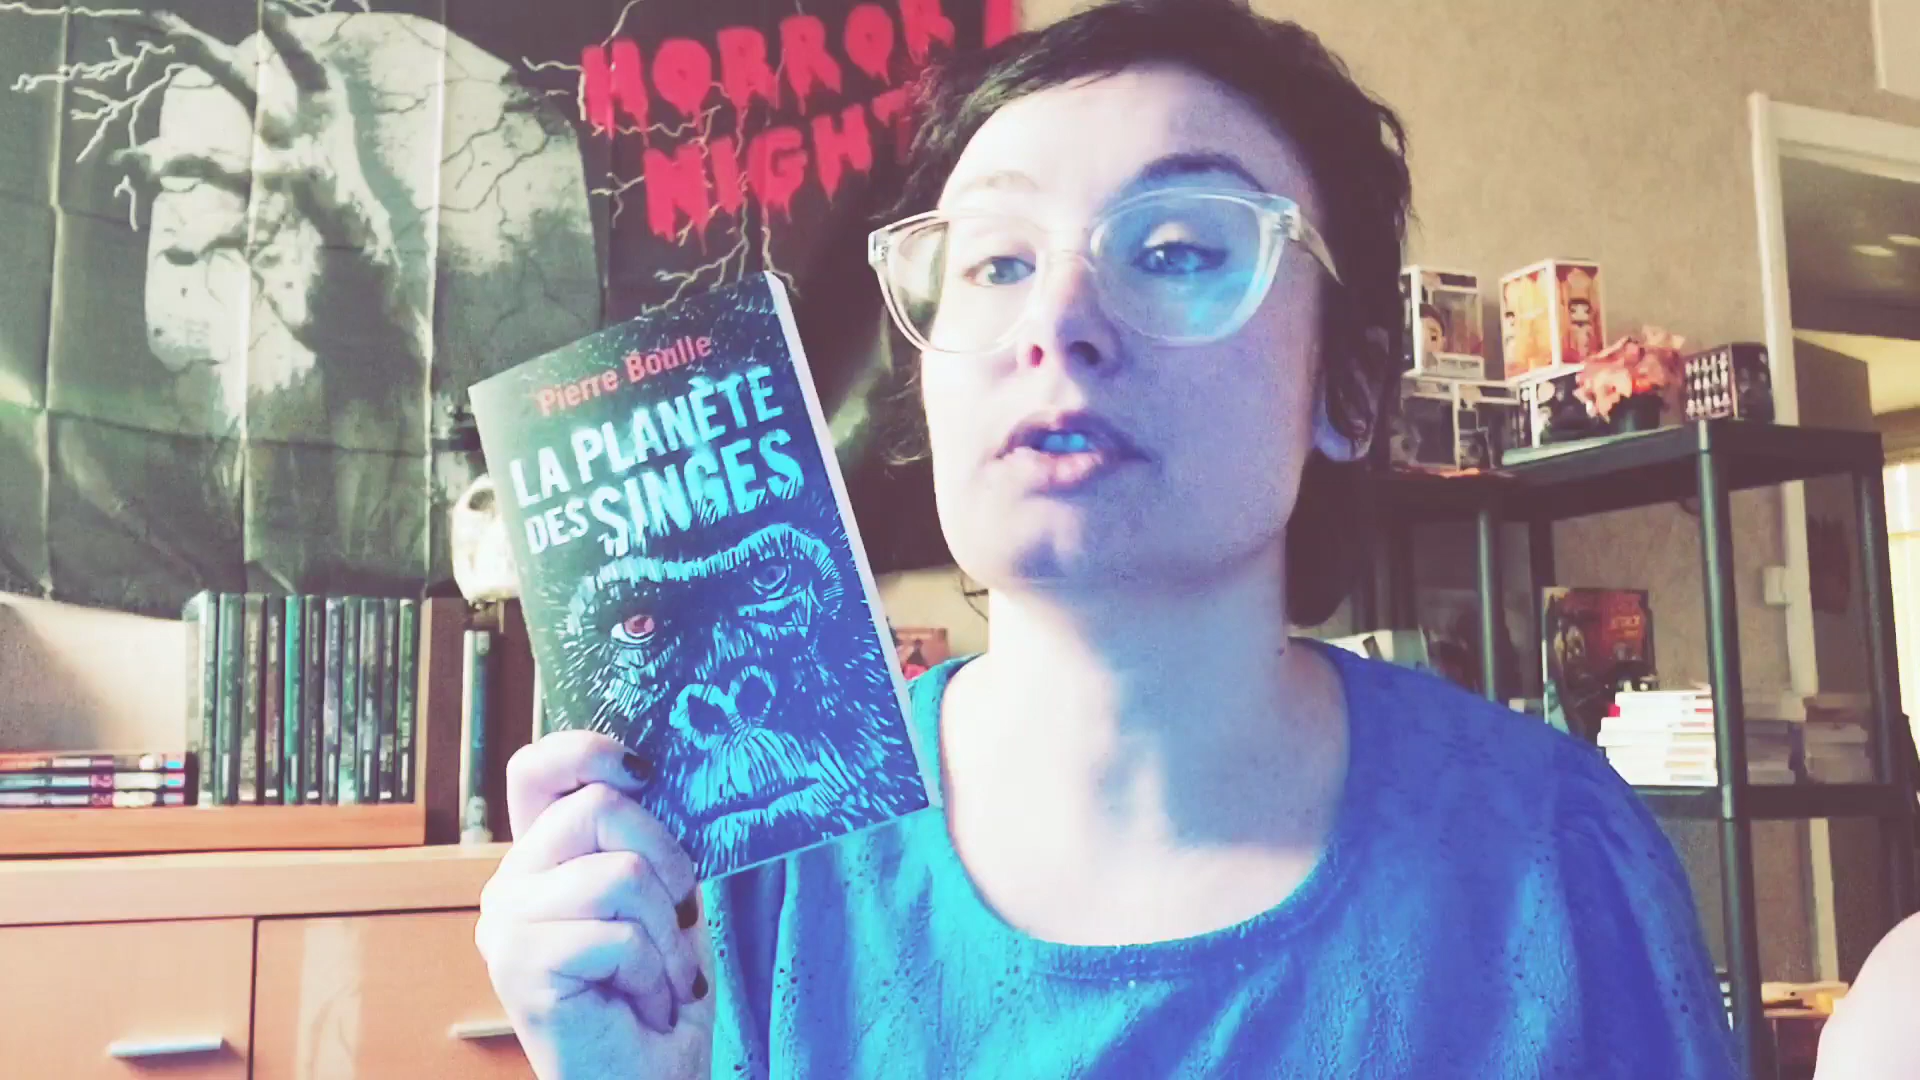 HORROR
NIGHT
Pierre Boulle
LA PLANÈTE
DES SINGES